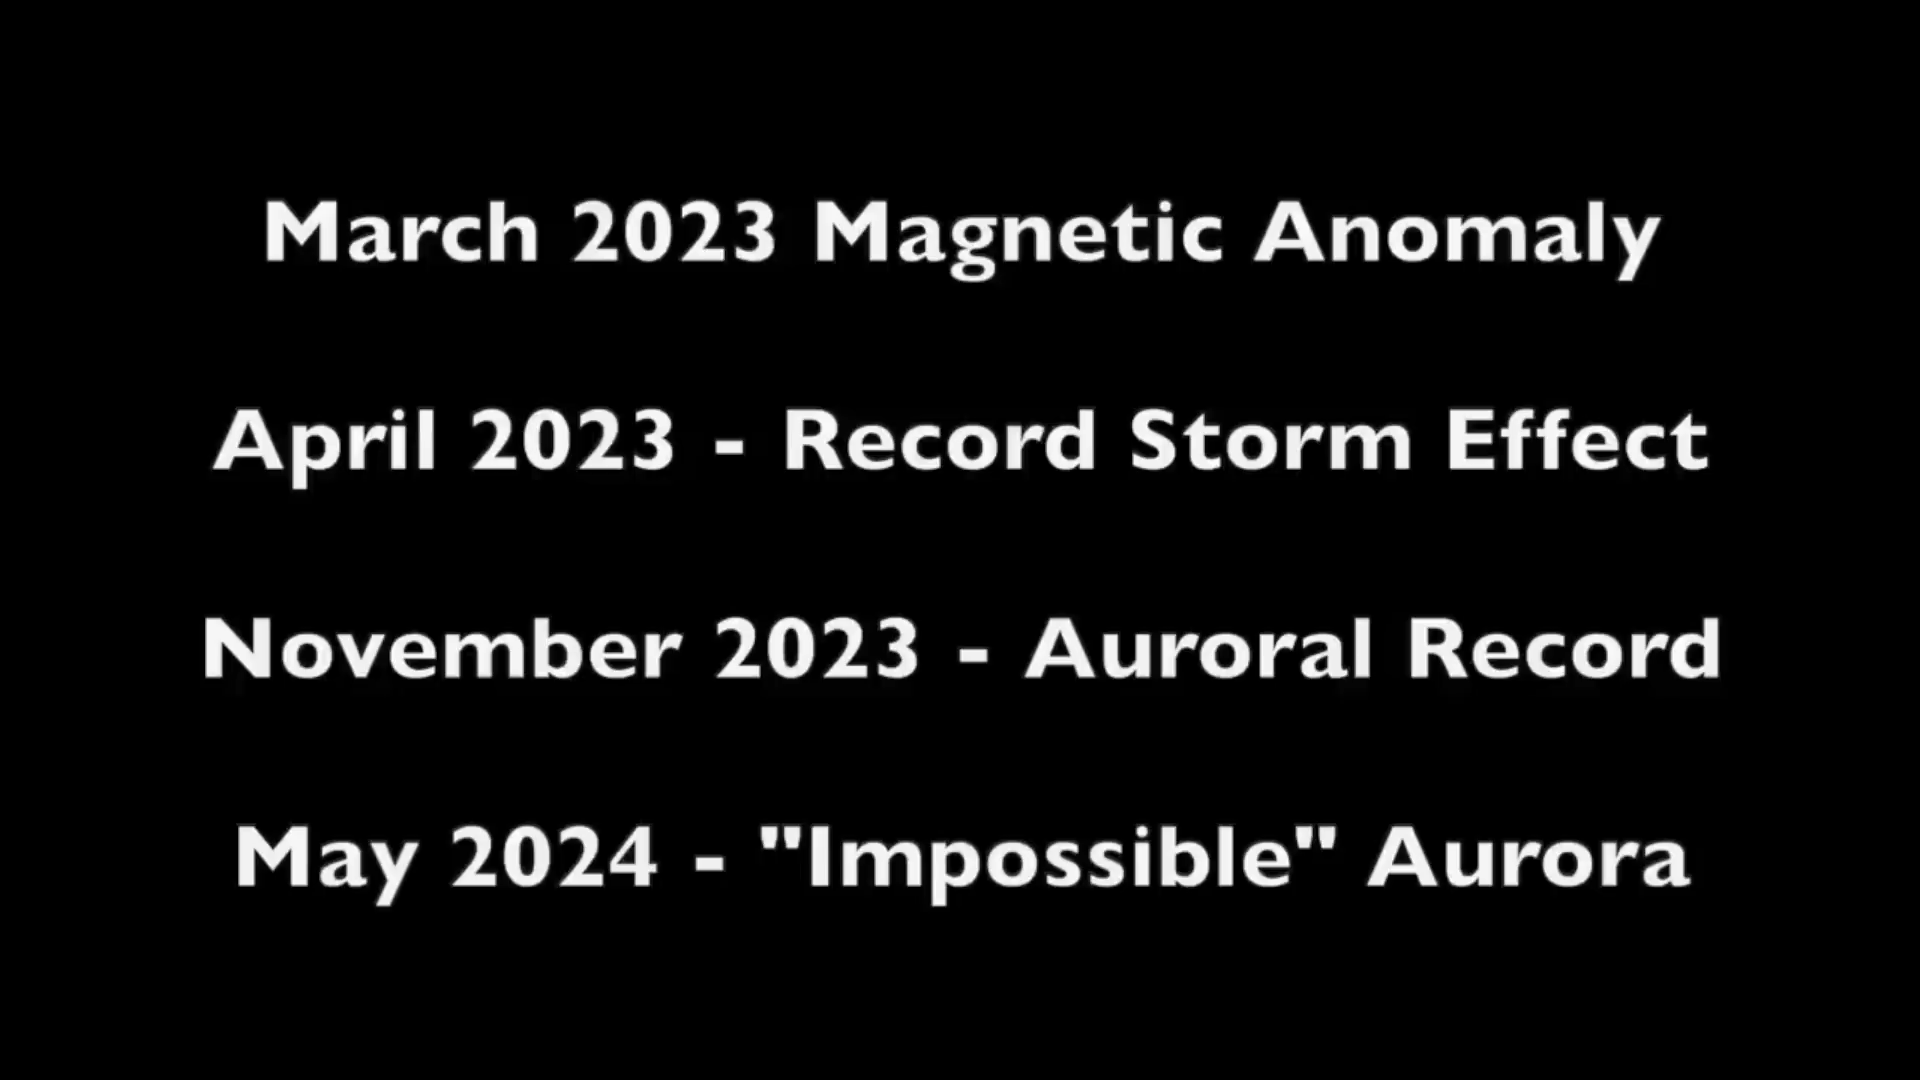 March 2023 Magnetic Anomaly
April 2023 - Record Storm Effect
November 2023 - Auroral Record
May 2024 - "Impossible" Aurora